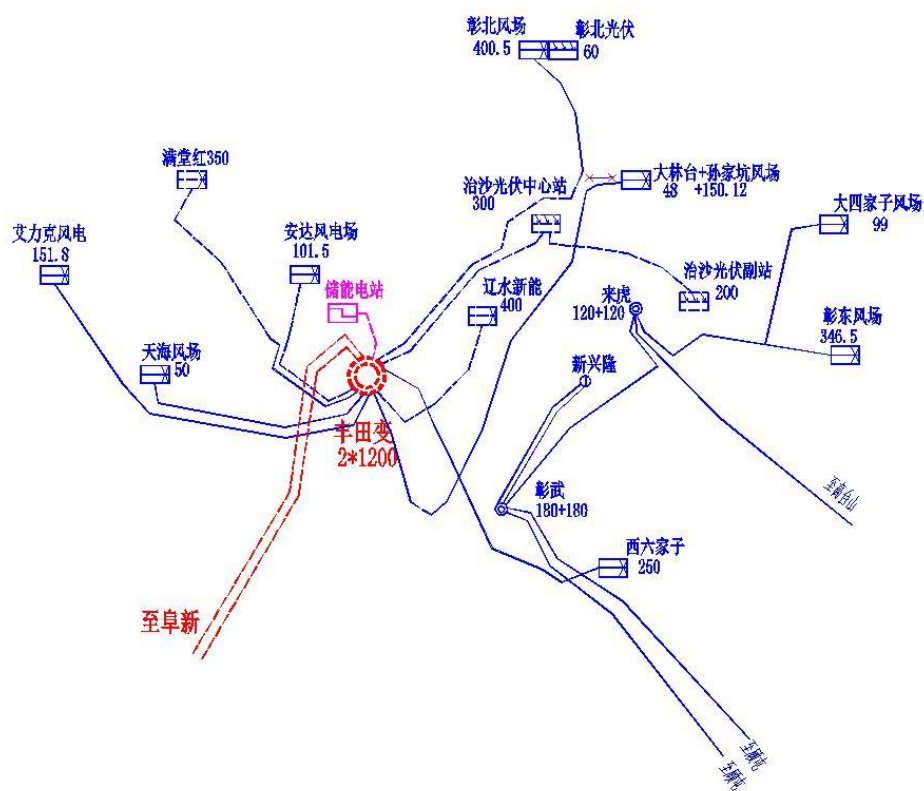 彰北风场 彰北光伏
400.5 60
满堂红350
治沙光伏中心站
300
大林台+孙家坑风场
48 +150.12
大四家子风场
99
艾力克风电
151.8
安达风电场
101.5
储能电站
辽水新能
400
治沙光伏副站
200
来虎
120+120
彰东风场
346.5
天海风场
50
新兴隆
丰田变
2*1200
彰武
180+180
至高台山
西六家子
250
至阜新